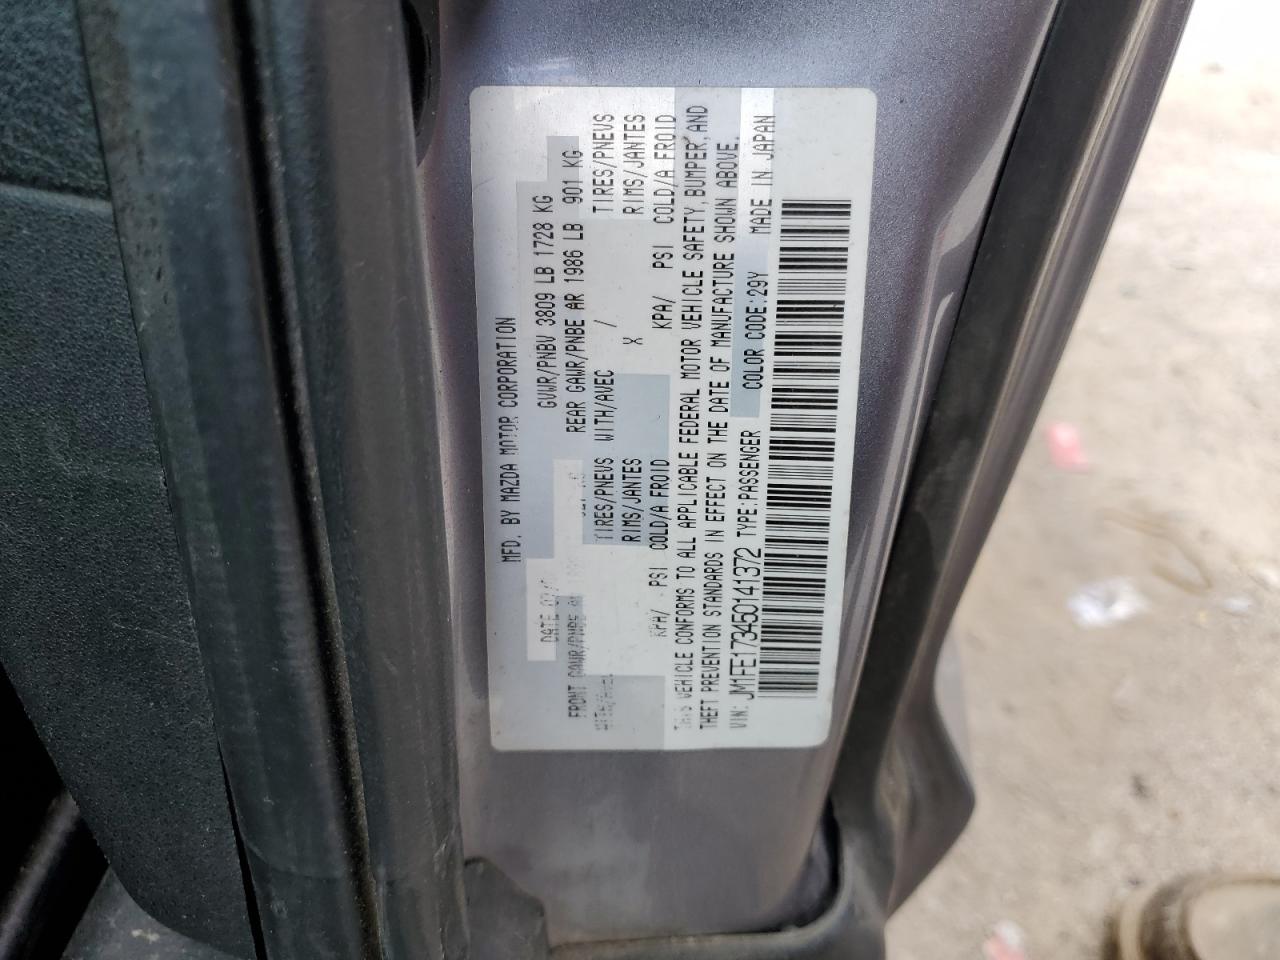 MFD. BY MAZDA MOTOR CORPORATION
DATE GVWR/PNBV 3809 LB 1728 KG
FRONT GAWR/PNBE REAR GAWR/PNBE AR 1986 LB 901 KG
TIRES/PNEVS WITH/AVEC / TIRES/PNEVS
RIMS/JANTES X RIMS/JANTES
KPA/ PSI COLD/A FROID KPA/ PSI COLD/A FROID
THIS VEHICLE CONFORMS TO ALL APPLICABLE FEDERAL MOTOR VEHICLE SAFETY, BUMPER, AND
THEFT PREVENTION STANDARDS IN EFFECT ON THE DATE OF MANUFACTURE SHOWN ABOVE.
VIN: JM1FE173450141372 TYPE:PASSENGER COLOR CODE:29Y MADE IN JAPAN